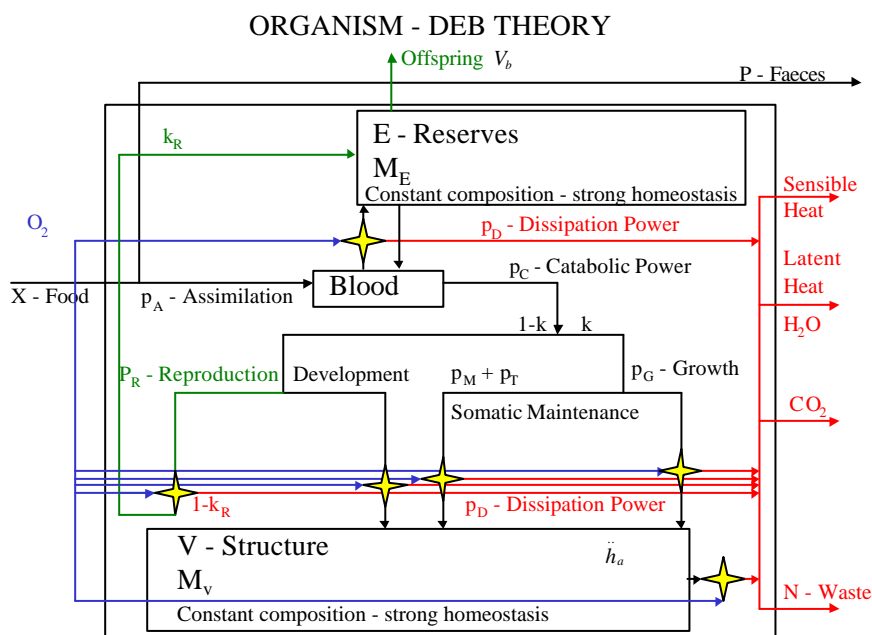 ORGANISM - DEB THEORY
Offspring V_b
P - Faeces
k_R
E - Reserves
M_E
Constant composition - strong homeostasis
Sensible
Heat
O_2
p_D - Dissipation Power
Latent
Heat
H_2O
X - Food
p_A - Assimilation
Blood
p_C - Catabolic Power
1-k k
P_R - Reproduction
Development
p_M + p_T
p_G - Growth
Somatic Maintenance
CO_2
1-k_R
p_D - Dissipation Power
V - Structure
ḧ_a
M_v
Constant composition - strong homeostasis
N - Waste